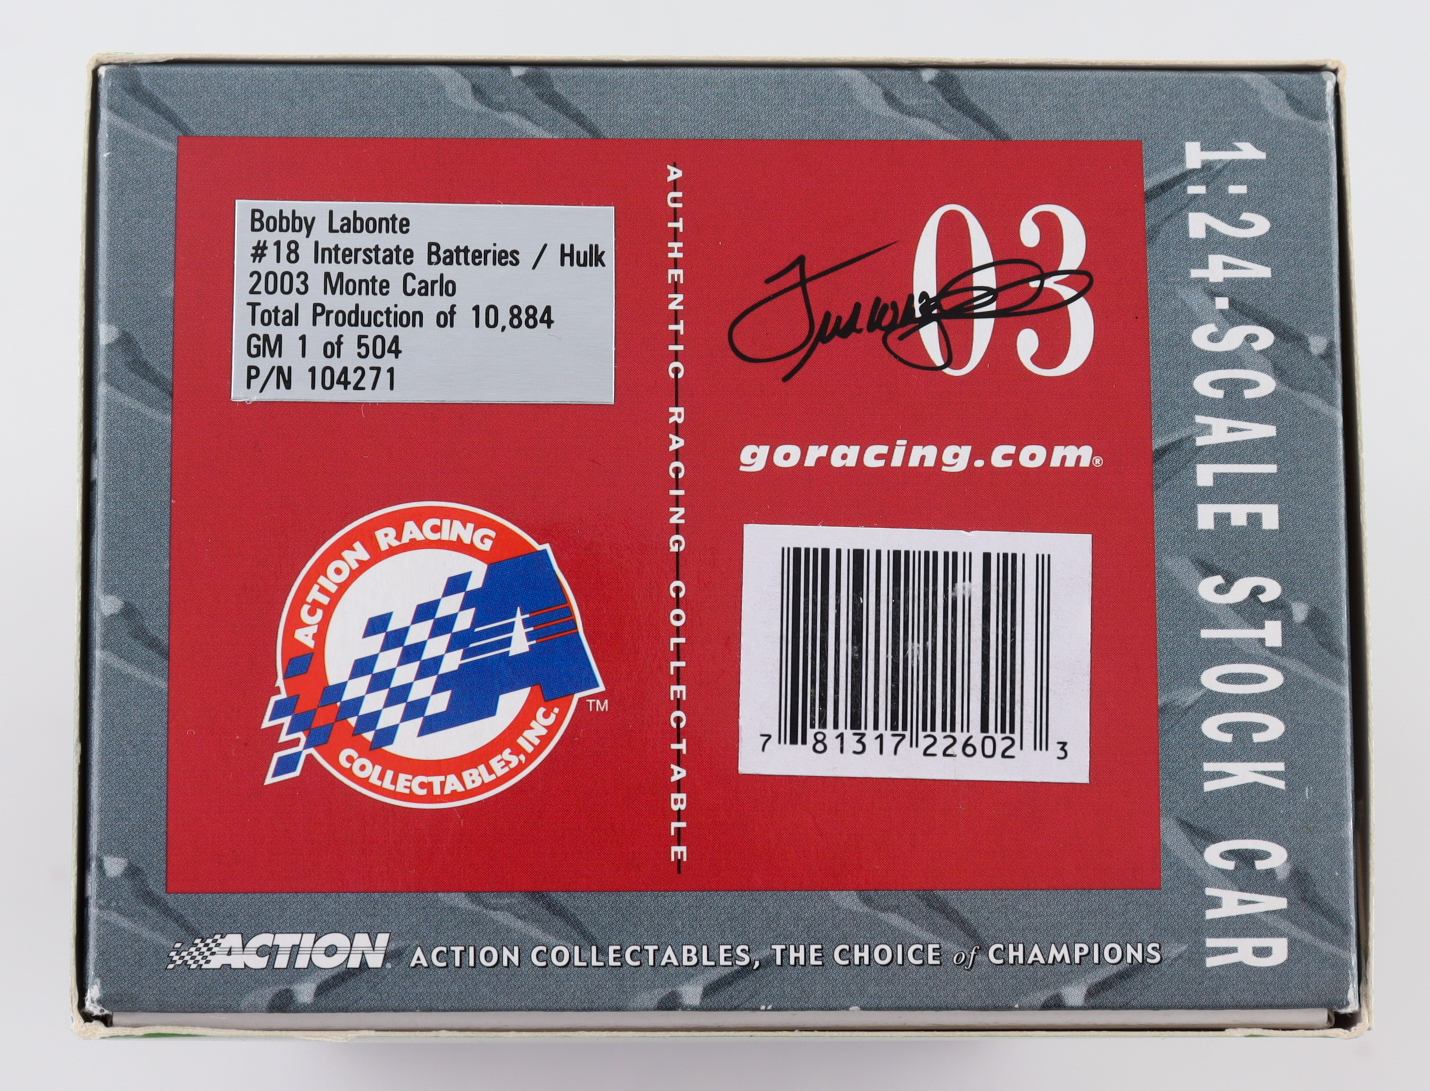 Bobby Labonte
#18 Interstate Batteries / Hulk
2003 Monte Carlo
Total Production of 10,884
GM 1 of 504
P/N 104271
ACTION RACING
COLLECTABLES, INC.
TM
AUTHENTIC RACING COLLECTABLE
03
goracing.com®
7 81317 22602 3
1:24-SCALE STOCK CAR
ACTION
ACTION COLLECTABLES, THE CHOICE of CHAMPIONS